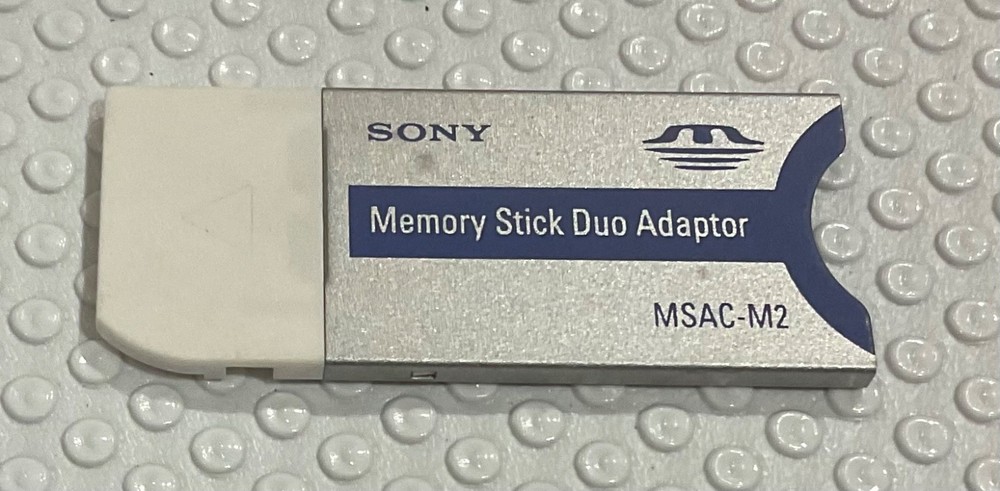 SONY
Memory Stick Duo Adaptor
MSAC-M2